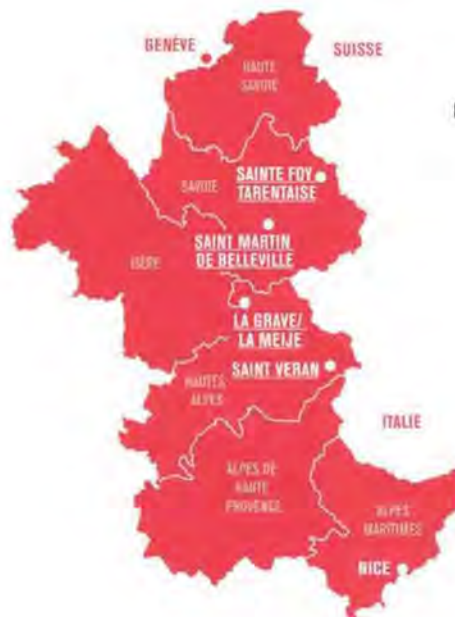 GENÈVE
SUISSE
HAUTE
SAVOIE
SAVOIE
SAINTE FOY
TARENTAISE
SAINT MARTIN
DE BELLEVILLE
ISÈRE
LA GRAVE/
LA MEIJE
HAUTES
ALPES
SAINT VERAN
ITALIE
ALPES DE
HAUTE
PROVENCE
ALPES
MARITIMES
NICE